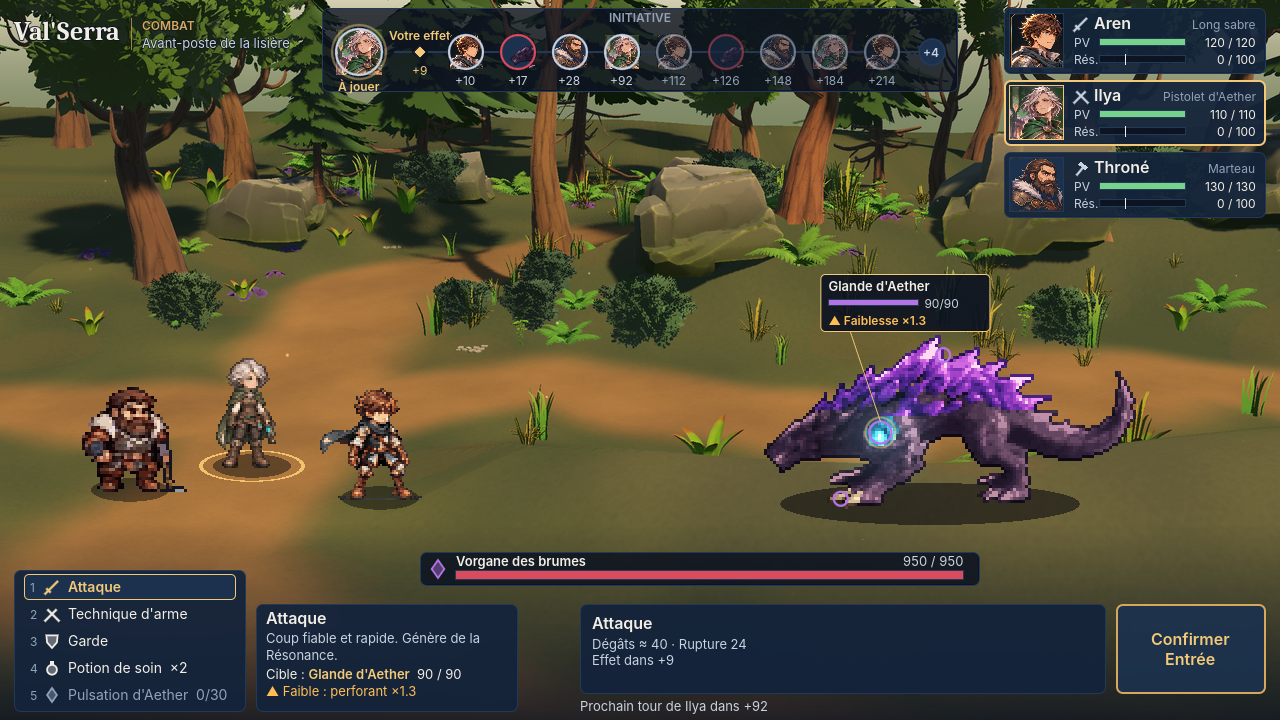 Val'Serra
COMBAT
Avant-poste de la lisière
INITIATIVE
Votre effet
+9
À jouer
+10
+17
+28
+92
+112
+126
+148
+184
+214
+4
Aren
Long sabre
PV
120 / 120
Rés.
0 / 100
Ilya
Pistolet d'Aether
PV
110 / 110
Rés.
0 / 100
Throné
Marteau
PV
130 / 130
Rés.
0 / 100
Glande d'Aether
90/90
Faiblesse ×1.3
Vorgane des brumes
950 / 950
1 Attaque
2 Technique d'arme
3 Garde
4 Potion de soin ×2
5 Pulsation d'Aether 0/30
Attaque
Coup fiable et rapide. Génère de la
Résonance.
Cible : Glande d'Aether 90 / 90
Faible : perforant ×1.3
Attaque
Dégâts ≈ 40 · Rupture 24
Effet dans +9
Prochain tour de Ilya dans +92
Confirmer
Entrée